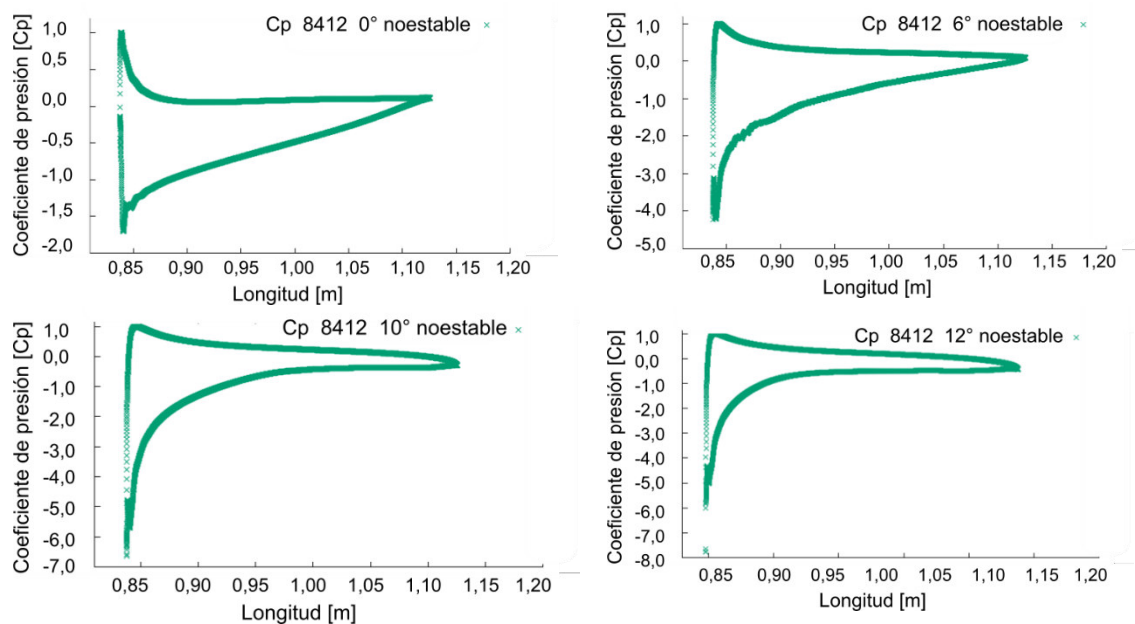 Cp 8412 0° noestable ×
Coeficiente de presión [Cp]
1,0
0,0
-0,5
-1,0
-1,5
-2,0
0,85 0,90 0,95 1,00 1,05 1,10 1,15 1,20
Longitud [m]
Cp 8412 6° noestable ×
Coeficiente de presión [Cp]
1,0
0,0
-1,0
-2,0
-3,0
-4,0
-5,0
0,85 0,90 0,95 1,00 1,05 1,10 1,15 1,20
Longitud [m]
Cp 8412 10° noestable ×
Coeficiente de presión [Cp]
1,0
0,0
-1,0
-2,0
-3,0
-4,0
-5,0
-6,0
-7,0
0,85 0,90 0,95 1,00 1,05 1,10 1,15 1,20
Longitud [m]
Cp 8412 12° noestable ×
Coeficiente de presión [Cp]
1,0
0,0
-1,0
-2,0
-3,0
-4,0
-5,0
-6,0
-7,0
-8,0
0,85 0,90 0,95 1,00 1,05 1,10 1,15 1,20
Longitud [m]